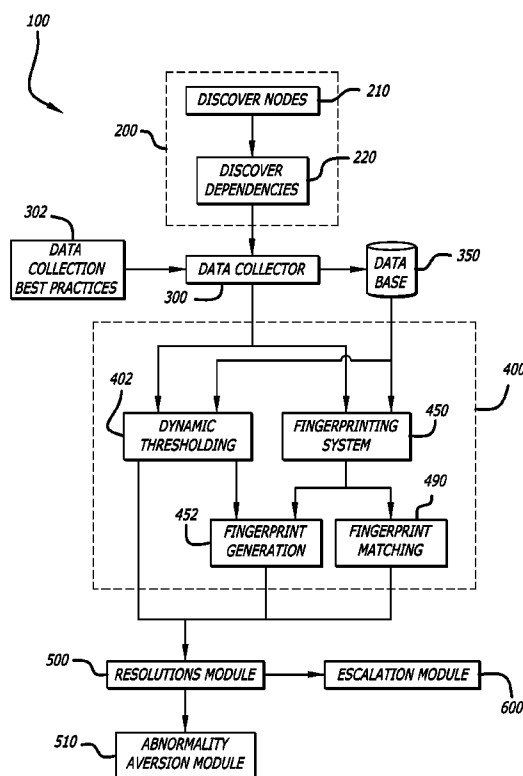 100
DISCOVER NODES
210
200
DISCOVER
DEPENDENCIES
220
302
DATA
COLLECTION
BEST PRACTICES
DATA COLLECTOR
300
DATA
BASE
350
400
402
DYNAMIC
THRESHOLDING
FINGERPRINTING
SYSTEM
450
452
FINGERPRINT
GENERATION
FINGERPRINT
MATCHING
490
500
RESOLUTIONS MODULE
ESCALATION MODULE
600
510
ABNORMALITY
AVERSION MODULE